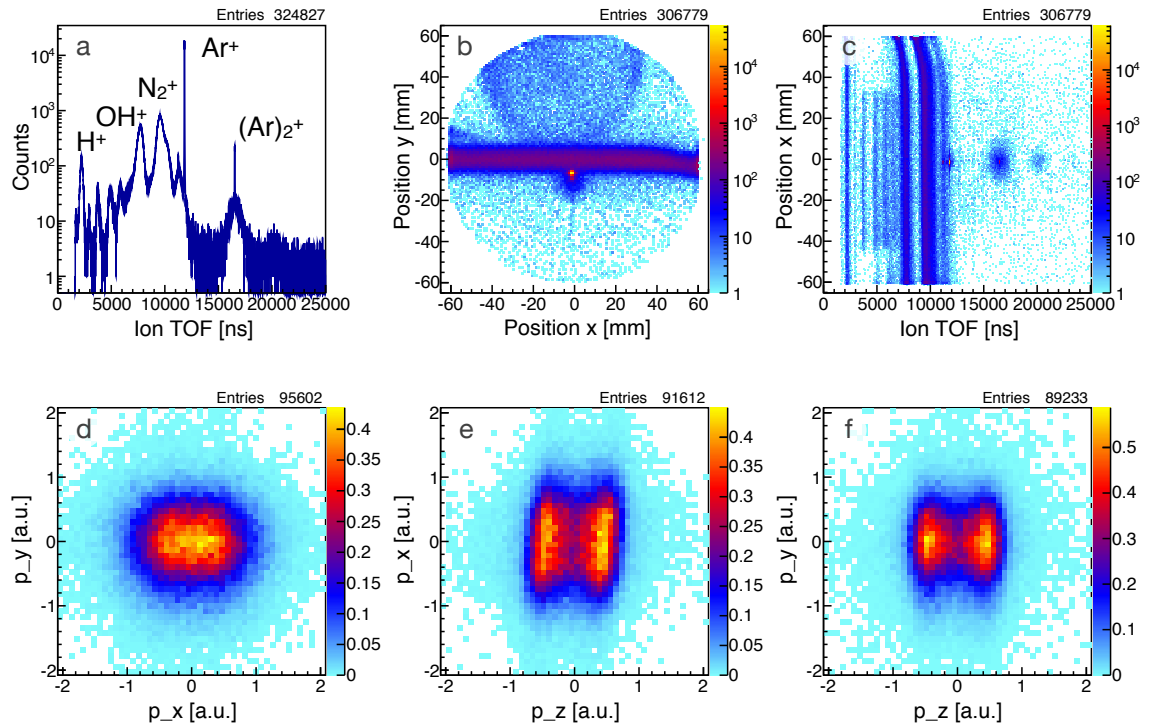 Entries 324827
a
Ar+
N2+
OH+
H+
(Ar)2+
Counts
10^4
10^3
10^2
10
1
0 5000 10000 15000 20000 25000
Ion TOF [ns]
Entries 306779
b
Position y [mm]
60
40
20
0
-20
-40
-60
-60 -40 -20 0 20 40 60
Position x [mm]
10^4
10^3
10^2
10
1
Entries 306779
c
Position x [mm]
60
40
20
0
-20
-40
-60
0 5000 10000 15000 20000 25000
Ion TOF [ns]
10^4
10^3
10^2
10
1
Entries 95602
d
p_y [a.u.]
2
1
0
-1
-2
-2 -1 0 1 2
p_x [a.u.]
0.4
0.35
0.3
0.25
0.2
0.15
0.1
0.05
0
Entries 91612
e
p_x [a.u.]
2
1
0
-1
-2
-2 -1 0 1 2
p_z [a.u.]
0.4
0.35
0.3
0.25
0.2
0.15
0.1
0.05
0
Entries 89233
f
p_y [a.u.]
2
1
0
-1
-2
-2 -1 0 1 2
p_z [a.u.]
0.5
0.4
0.3
0.2
0.1
0